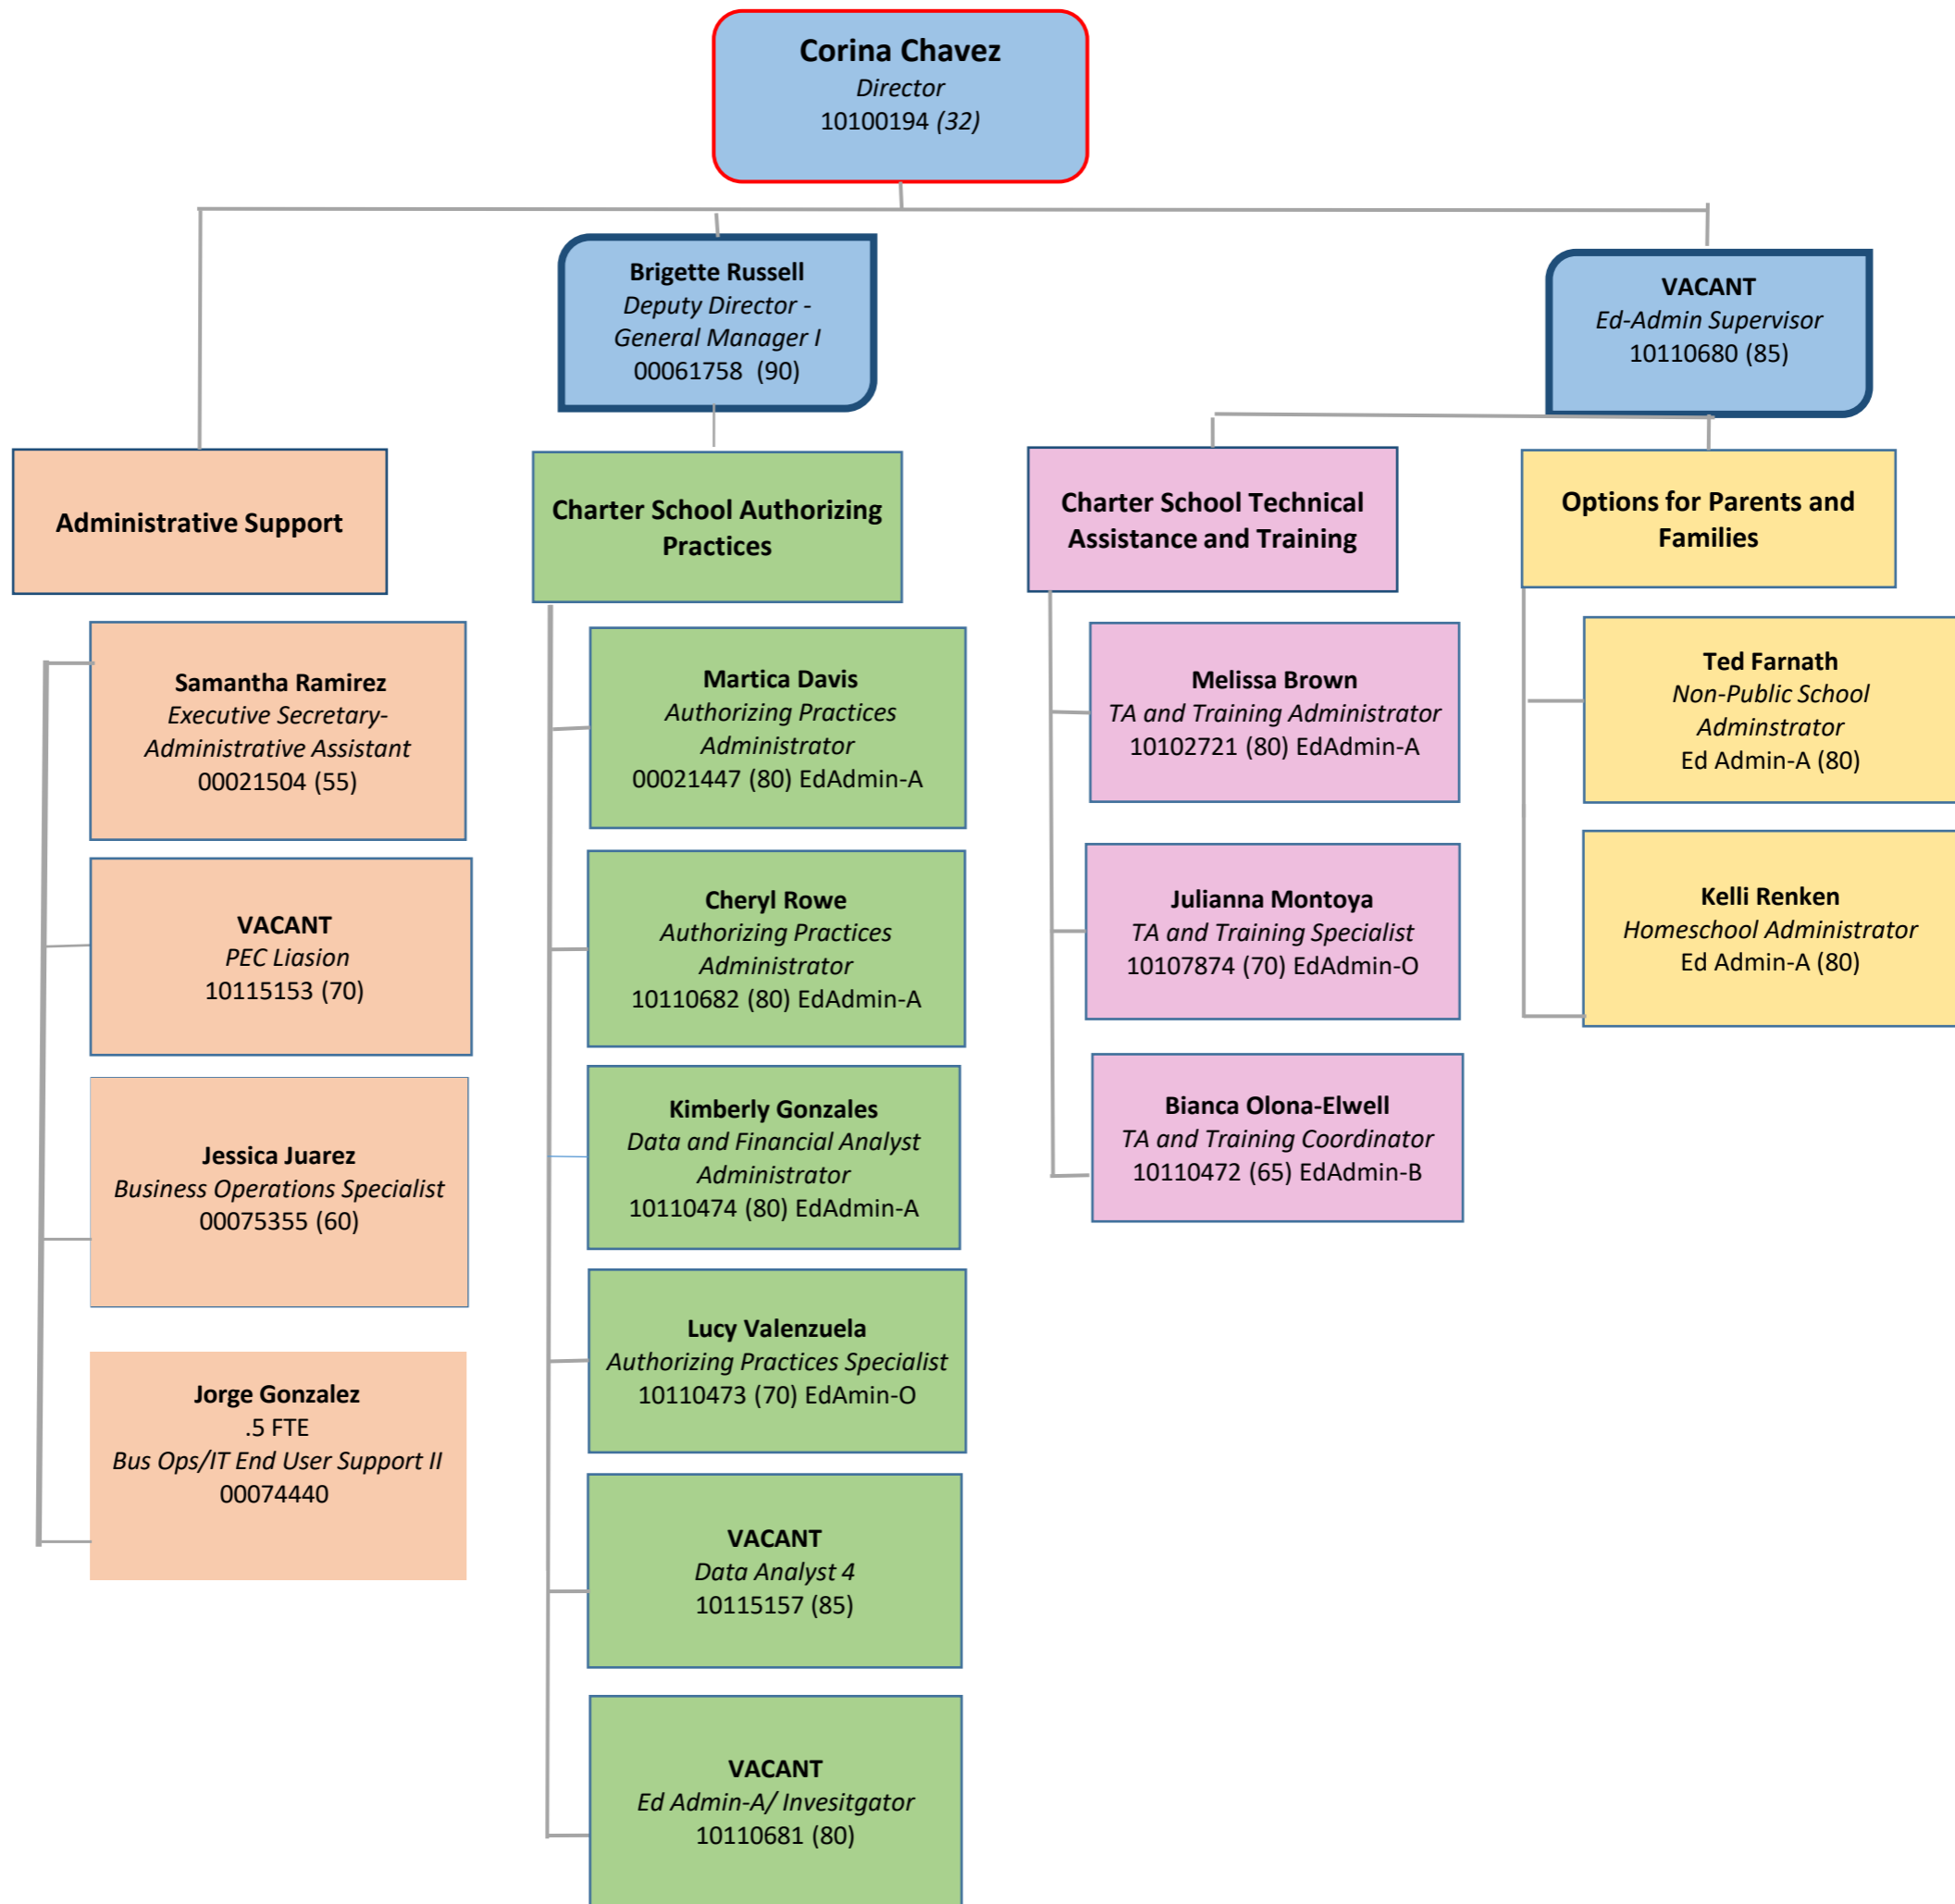 Corina Chavez
Director
10100194 (32)
Brigette Russell
Deputy Director -
General Manager I
00061758  (90)
VACANT
Ed-Admin Supervisor
10110680 (85)
Administrative Support
Samantha Ramirez
Executive Secretary-
Administrative Assistant
00021504 (55)
VACANT
PEC Liasion
10115153 (70)
Jessica Juarez
Business Operations Specialist
00075355 (60)
Jorge Gonzalez
.5 FTE
Bus Ops/IT End User Support II
00074440
Charter School Authorizing
Practices
Martica Davis
Authorizing Practices
Administrator
00021447 (80) EdAdmin-A
Cheryl Rowe
Authorizing Practices
Administrator
10110682 (80) EdAdmin-A
Kimberly Gonzales
Data and Financial Analyst
Administrator
10110474 (80) EdAdmin-A
Lucy Valenzuela
Authorizing Practices Specialist
10110473 (70) EdAmin-O
VACANT
Data Analyst 4
10115157 (85)
VACANT
Ed Admin-A/ Invesitgator
10110681 (80)
Charter School Technical
Assistance and Training
Melissa Brown
TA and Training Administrator
10102721 (80) EdAdmin-A
Julianna Montoya
TA and Training Specialist
10107874 (70) EdAdmin-O
Bianca Olona-Elwell
TA and Training Coordinator
10110472 (65) EdAdmin-B
Options for Parents and
Families
Ted Farnath
Non-Public School
Adminstrator
Ed Admin-A (80)
Kelli Renken
Homeschool Administrator
Ed Admin-A (80)